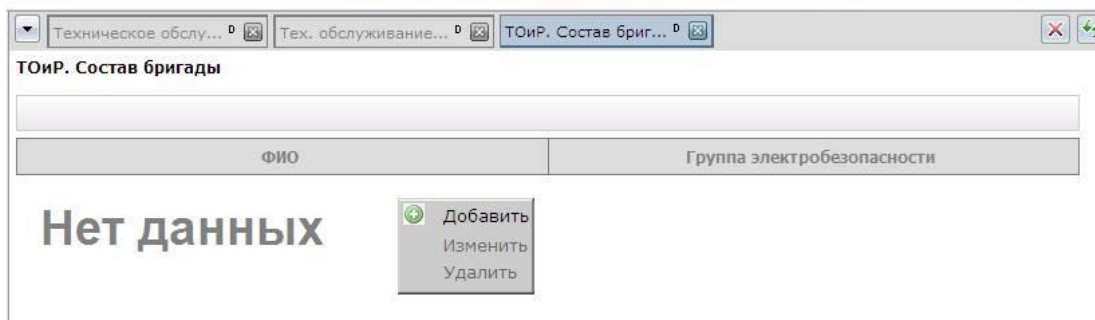 Техническое обслу... D Тех. обслуживание... D ТОиР. Состав бриг... D
ТОиР. Состав бригады
ФИО Группа электробезопасности
Нет данных
Добавить
Изменить
Удалить